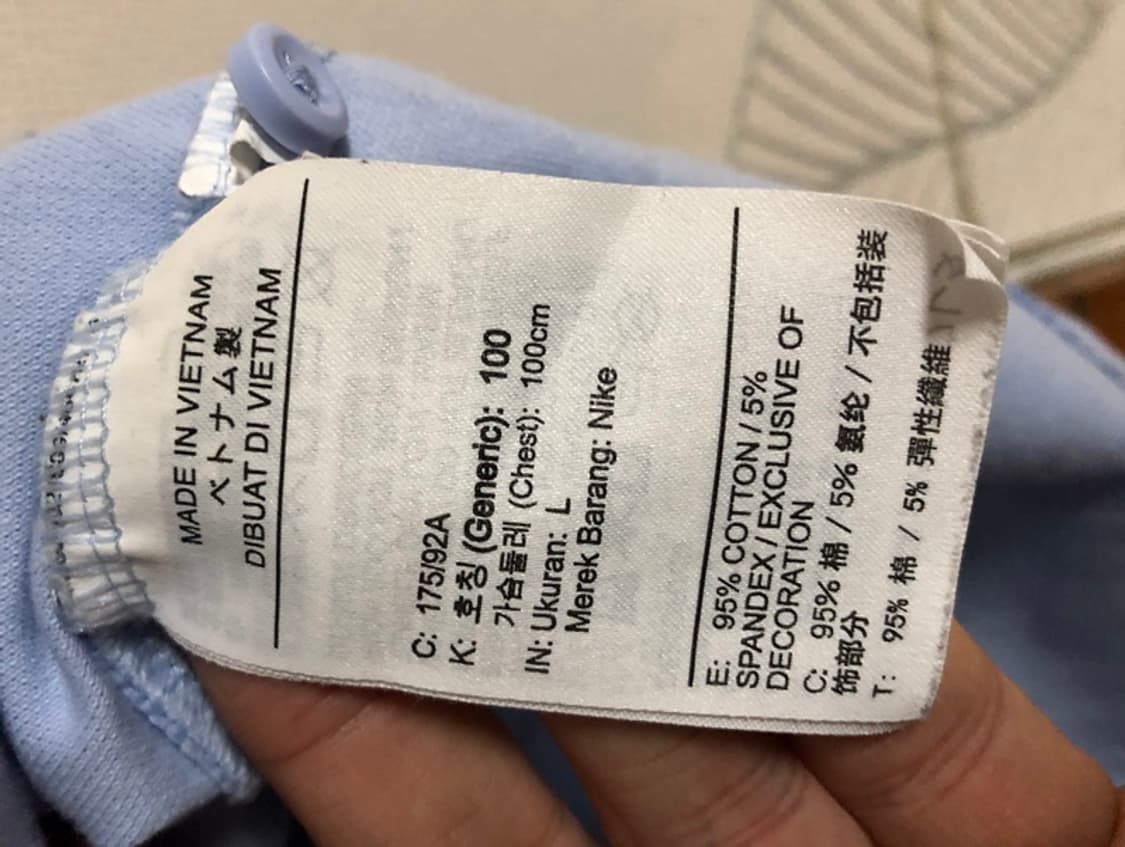 MADE IN VIETNAM
ベトナム製
DIBUAT DI VIETNAM
C: 175/92A
K: 호칭 (Generic): 100
가슴둘레 (Chest): 100cm
IN: Ukuran: L
Merek Barang: Nike
E: 95% COTTON / 5%
SPANDEX / EXCLUSIVE OF
DECORATION
C: 95% 棉 / 5% 氨纶 / 不包括装
饰部分
T: 95% 棉 / 5% 彈性纖維